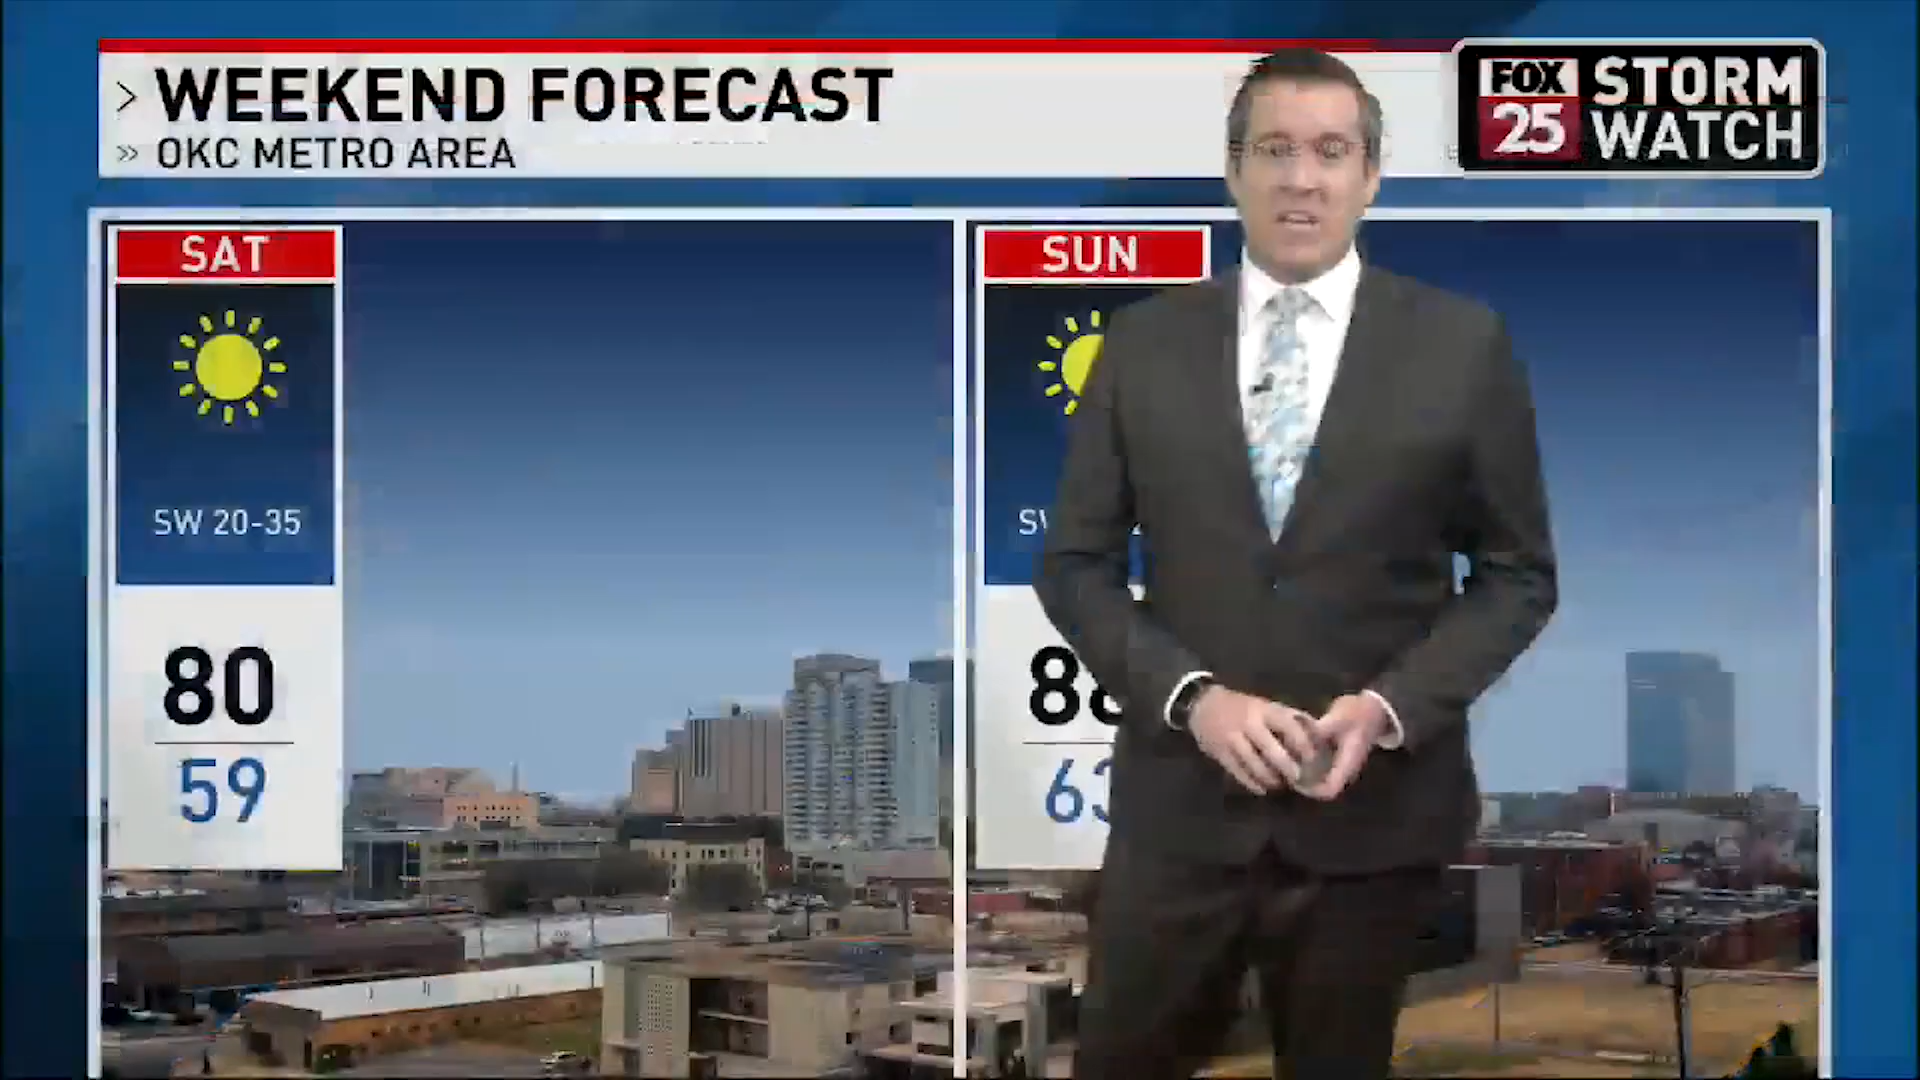 > WEEKEND FORECAST
» OKC METRO AREA
FOX 25
STORM WATCH
SAT
SW 20-35
80
59
SUN